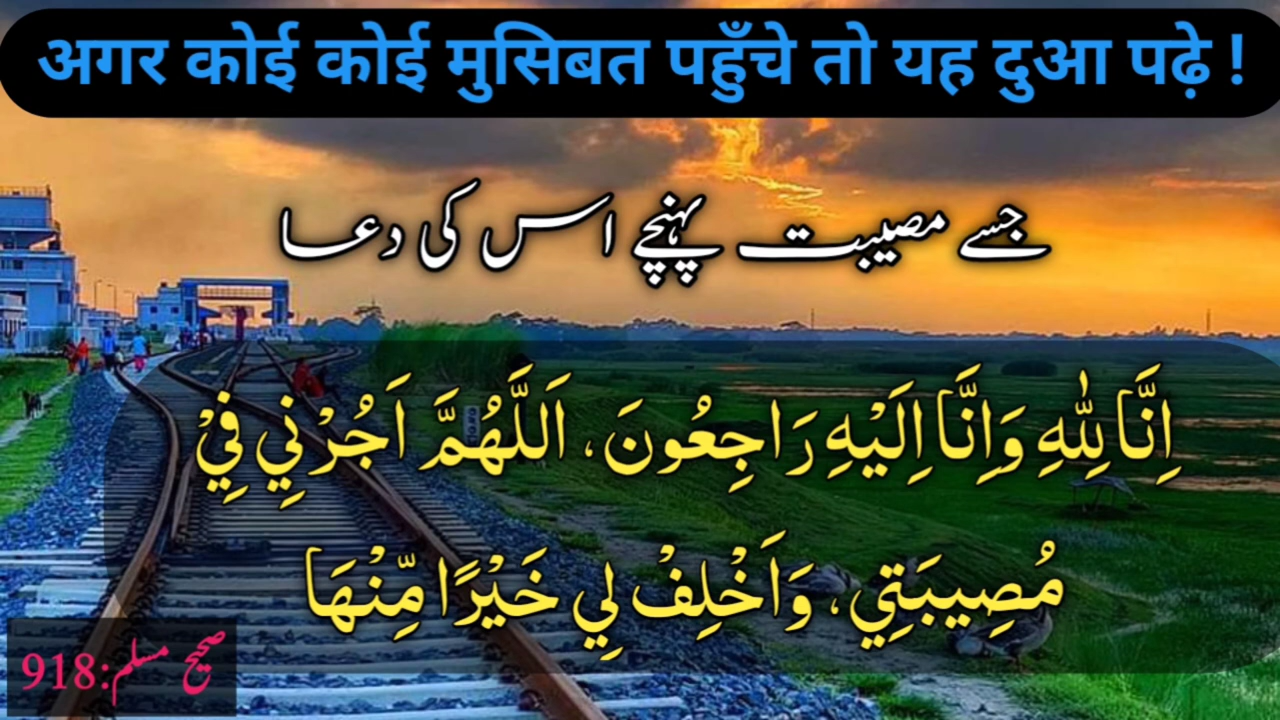 अगर कोई कोई मुसिबत पहुँचे तो यह दुआ पढ़े !
جسے مصیبت پہنچے اس کی دعا
اِنَّا لِلّٰهِ وَاِنَّا اِلَيْهِ رَاجِعُونَ، اَللَّهُمَّ اَجُرْنِي فِيْ
مُصِيبَتِي، وَاَخْلِفْ لِي خَيْرًا مِّنْهَا
صحیح مسلم:918